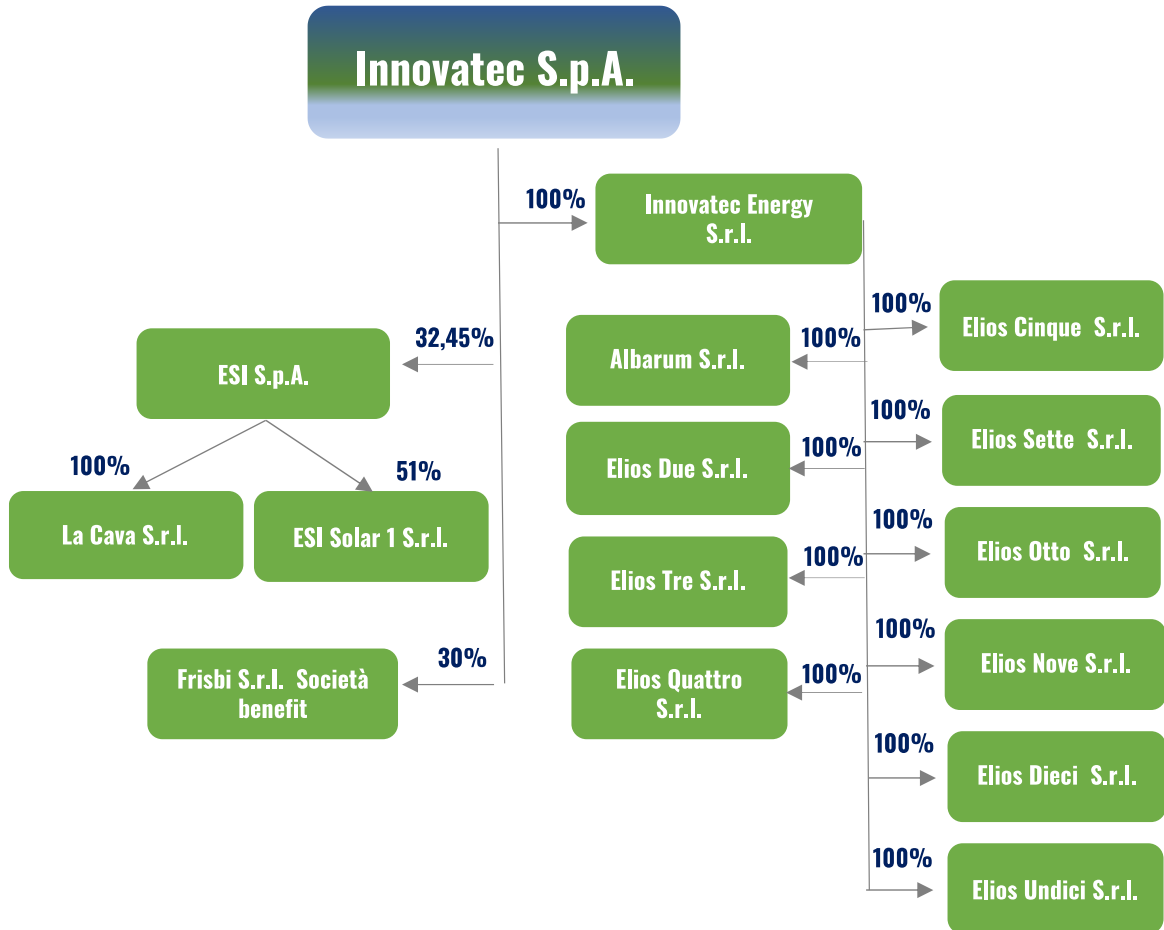 Innovatec S.p.A.
100%
Innovatec Energy
S.r.l.
32,45%
ESI S.p.A.
100%
51%
La Cava S.r.l.
ESI Solar 1 S.r.l.
30%
Frisbi S.r.l. Società
benefit
100%
Albarum S.r.l.
100%
Elios Due S.r.l.
100%
Elios Tre S.r.l.
100%
Elios Quattro
S.r.l.
100%
Elios Cinque S.r.l.
100%
Elios Sette S.r.l.
100%
Elios Otto S.r.l.
100%
Elios Nove S.r.l.
100%
Elios Dieci S.r.l.
100%
Elios Undici S.r.l.